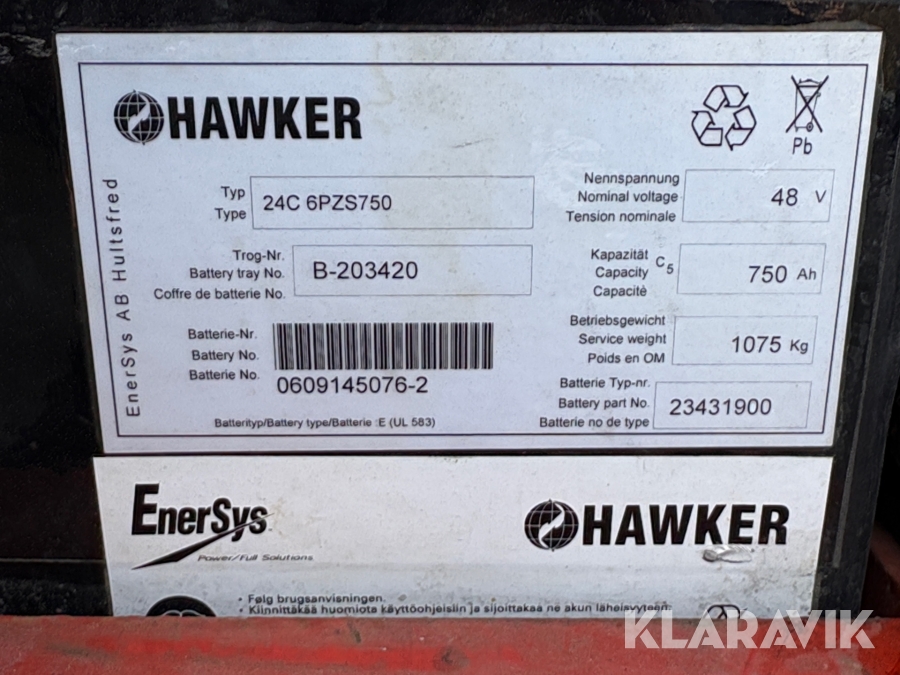 HAWKER
Pb
EnerSys AB Hultsfred
Typ
Type
24C 6PZS750
Nennspannung
Nominal voltage
Tension nominale
48 V
Trog-Nr.
Battery tray No.
Coffre de batterie No.
B-203420
Kapazität
Capacity
Capacitè
C5
750 Ah
Batterie-Nr.
Battery No.
Batterie No.
0609145076-2
Betriebsgewicht
Service weight
Poids en OM
1075 Kg
Batterie Typ-nr.
Battery part No.
Batterie no de type
23431900
Batterityp/Battery type/Batterie :E (UL 583)
EnerSys
Power/Full Solutions
HAWKER
• Følg brugsanvisningen.
• Kiinnittäkää huomiota käyttöohjeisiin ja sijoittakaa ne akun läheisyyteen.
KLARAVIK